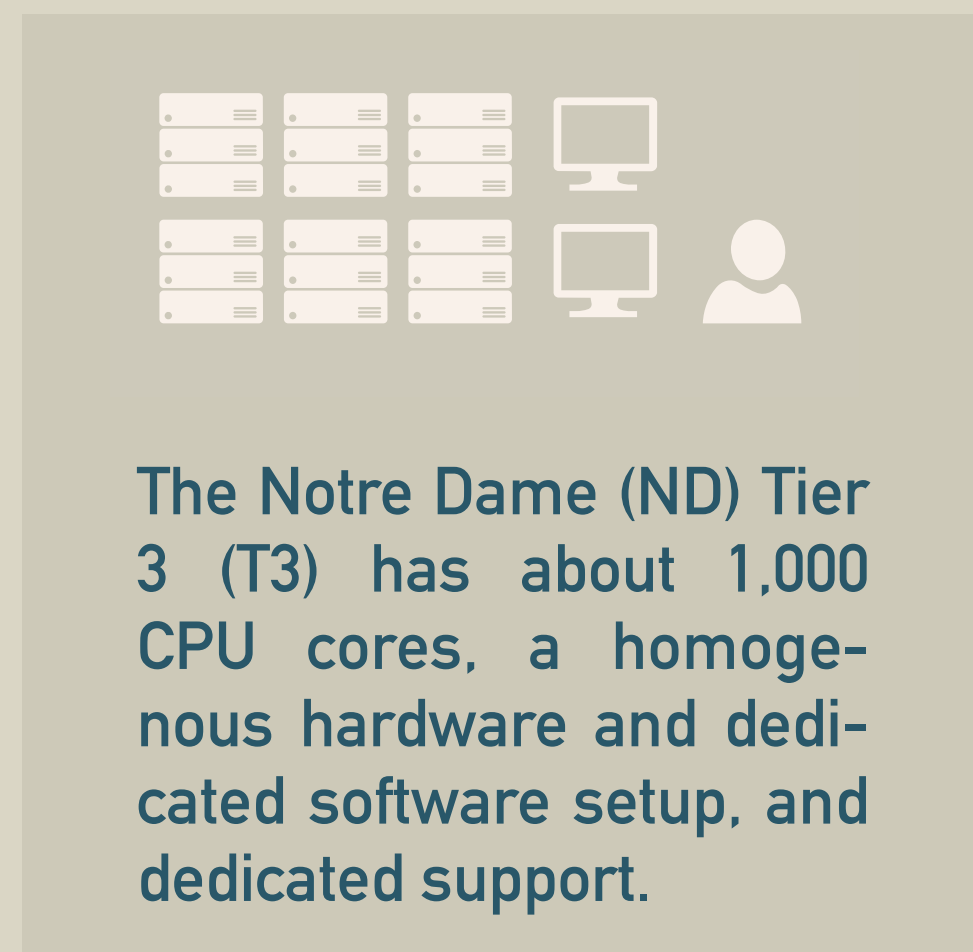 The Notre Dame (ND) Tier
3 (T3) has about 1,000
CPU cores, a homoge-
nous hardware and dedi-
cated software setup, and
dedicated support.